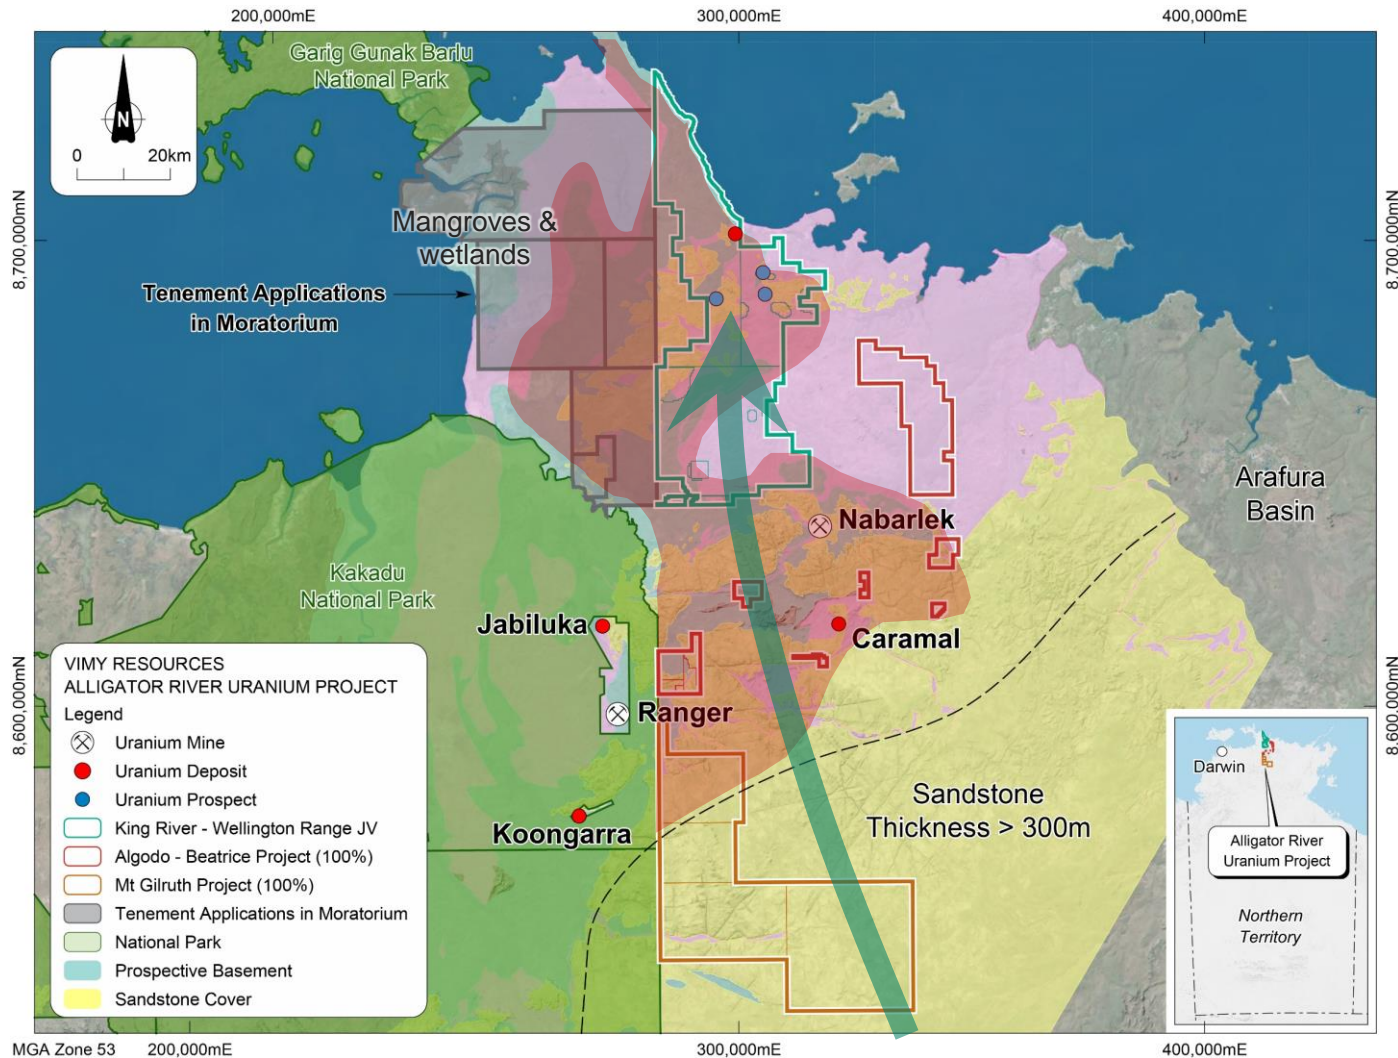 200,000mE
300,000mE
400,000mE
Garig Gunak Barlu
National Park
N
0
20km
8,700,000mN
8,700,000mN
Mangroves &
wetlands
Tenement Applications
in Moratorium
Nabarlek
Arafura
Basin
Kakadu
National Park
Jabiluka
Caramal
Ranger
8,600,000mN
8,600,000mN
Koongarra
Sandstone
Thickness > 300m
VIMY RESOURCES
ALLIGATOR RIVER URANIUM PROJECT
Legend
Uranium Mine
Uranium Deposit
Uranium Prospect
King River - Wellington Range JV
Algodo - Beatrice Project (100%)
Mt Gilruth Project (100%)
Tenement Applications in Moratorium
National Park
Prospective Basement
Sandstone Cover
Darwin
Alligator River
Uranium Project
Northern
Territory
MGA Zone 53
200,000mE
300,000mE
400,000mE